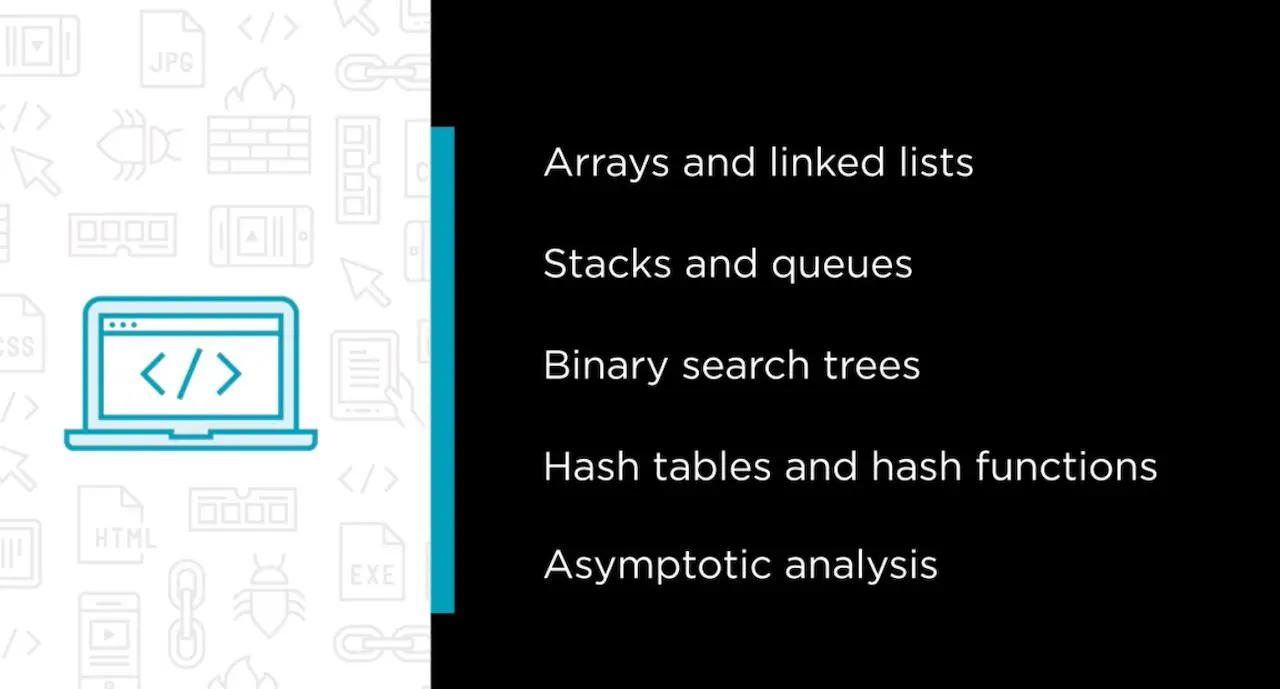 JPG
</>
</>
CSS
</>
</>
</>
HTML
EXE
</>
Arrays and linked lists
Stacks and queues
Binary search trees
Hash tables and hash functions
Asymptotic analysis